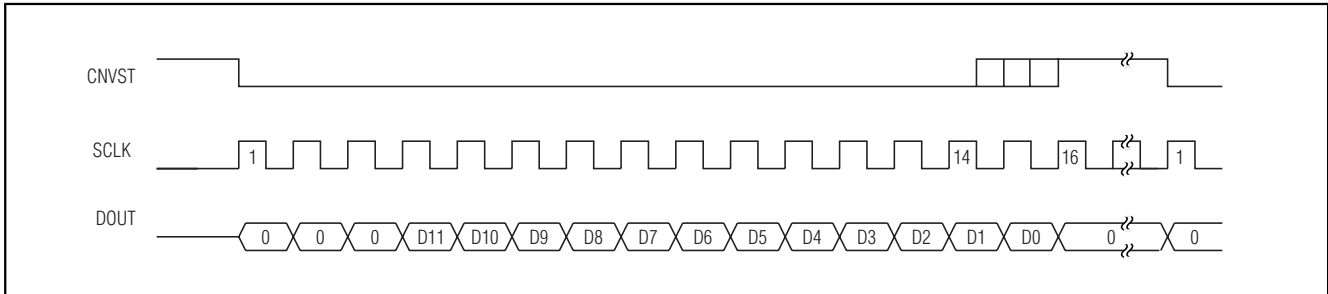 CNVST
SCLK 1 14 16 1
DOUT 0 0 0 D11 D10 D9 D8 D7 D6 D5 D4 D3 D2 D1 D0 0 0